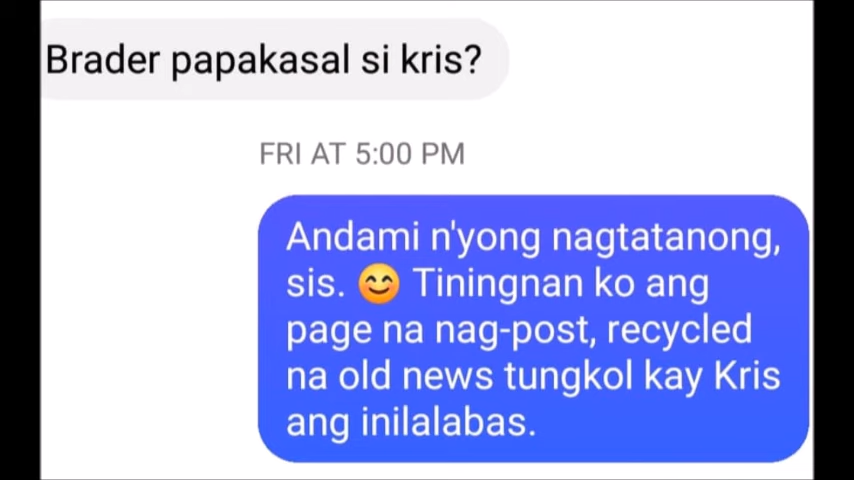 Brader papakasal si kris?
FRI AT 5:00 PM
Andami n'yong nagtatanong,
sis. 😊 Tiningnan ko ang
page na nag-post, recycled
na old news tungkol kay Kris
ang inilalabas.